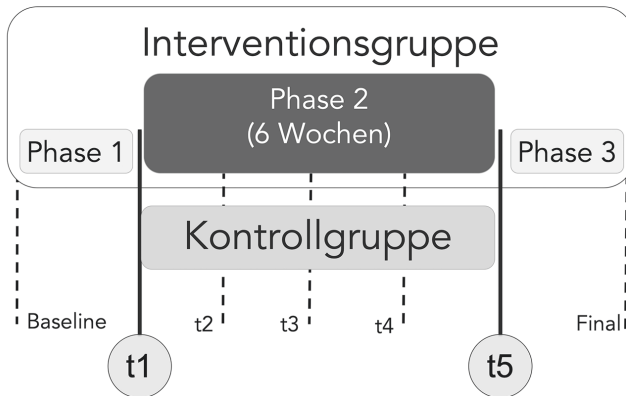 Interventionsgruppe
Phase 2
(6 Wochen)
Phase 1
Phase 3
Kontrollgruppe
Baseline
t2
t3
t4
Final
t1
t5